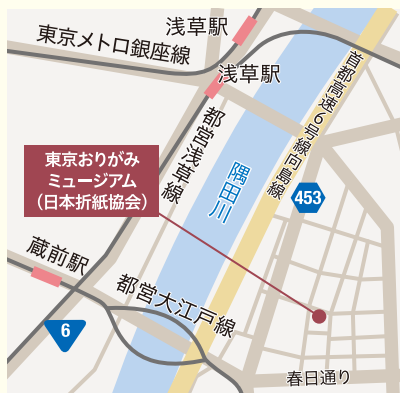 浅草駅
東京メトロ銀座線
浅草駅
首都高速6号線向島線
都営浅草線
東京おりがみ
ミュージアム
（日本折紙協会）
隅田川
453
蔵前駅
都営大江戸線
6
春日通り